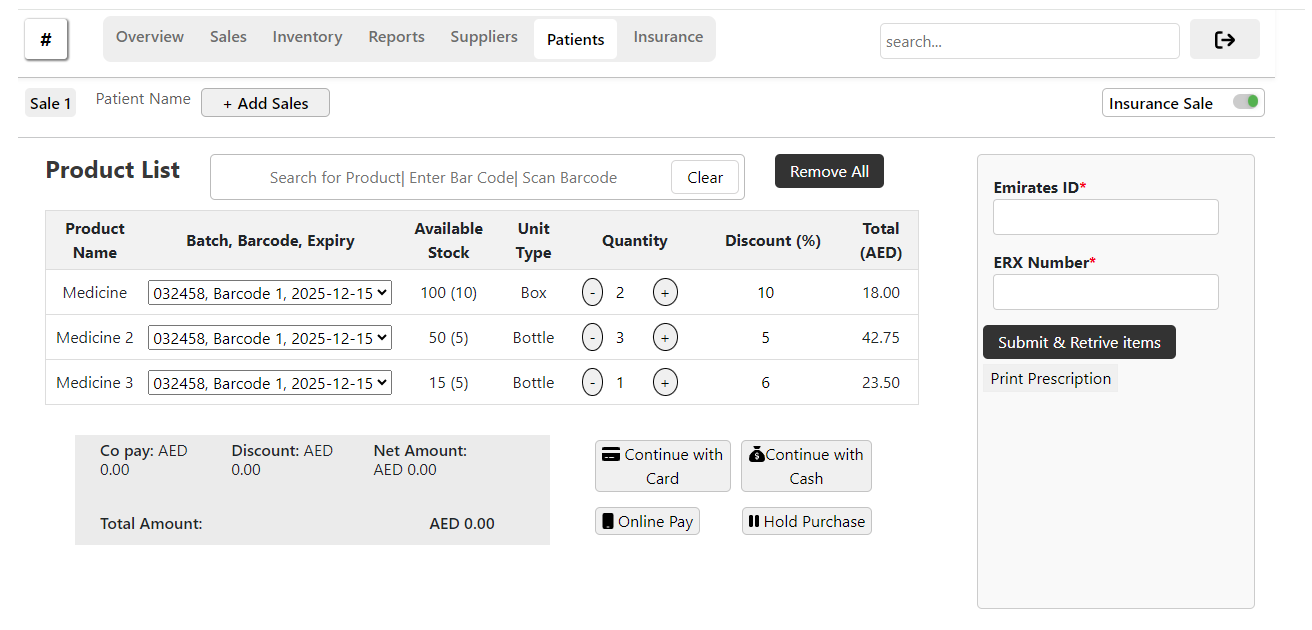 #
Overview Sales Inventory Reports Suppliers Patients Insurance
search...
Sale 1 Patient Name + Add Sales
Insurance Sale
Product List
Search for Product| Enter Bar Code| Scan Barcode
Clear
Remove All
Product Name Batch, Barcode, Expiry Available Stock Unit Type Quantity Discount (%) Total (AED)
Medicine 032458, Barcode 1, 2025-12-15 100 (10) Box - 2 + 10 18.00
Medicine 2 032458, Barcode 1, 2025-12-15 50 (5) Bottle - 3 + 5 42.75
Medicine 3 032458, Barcode 1, 2025-12-15 15 (5) Bottle - 1 + 6 23.50
Co pay: AED 0.00
Discount: AED 0.00
Net Amount: AED 0.00
Total Amount: AED 0.00
Continue with Card
$ Continue with Cash
Online Pay
Hold Purchase
Emirates ID*
ERX Number*
Submit & Retrive items
Print Prescription